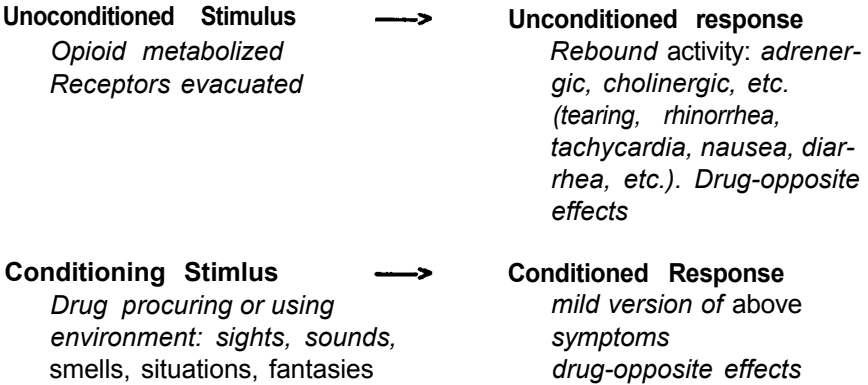 Unoconditioned Stimulus ⟶ Unconditioned response
Opioid metabolized
Receptors evacuated
Rebound activity: adrener-
gic, cholinergic, etc.
(tearing, rhinorrhea,
tachycardia, nausea, diar-
rhea, etc.). Drug-opposite
effects
Conditioning Stimlus ⟶ Conditioned Response
Drug procuring or using
environment: sights, sounds,
smells, situations, fantasies
mild version of above
symptoms
drug-opposite effects